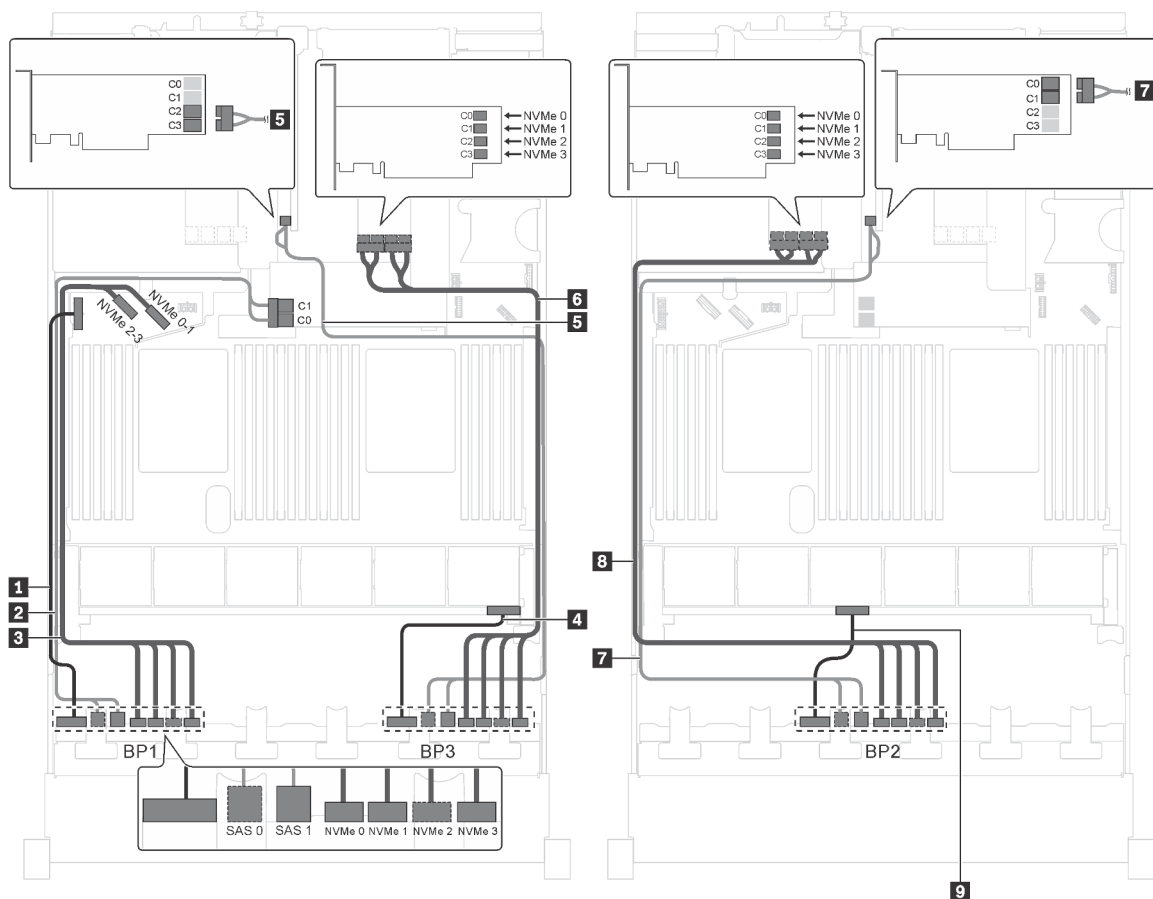 C0
C1
C2
C3
5
C0 NVMe 0
C1 NVMe 1
C2 NVMe 2
C3 NVMe 3
C0 NVMe 0
C1 NVMe 1
C2 NVMe 2
C3 NVMe 3
C0
C1
C2
C3
7
NVMe 2-3
NVMe 0-1
C1
C0
6
5
1
2
3
4
8
7
BP1
BP3
BP2
SAS 0
SAS 1
NVMe 0
NVMe 1
NVMe 2
NVMe 3
9